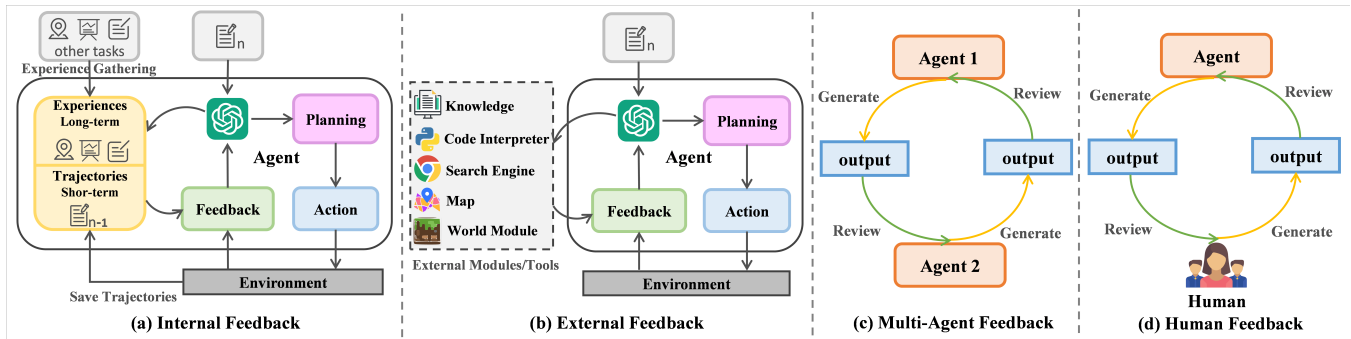 other tasks
Experience Gathering
Experiences
Long-term
Trajectories
Shor-term
n-1
n
Agent
Planning
Feedback
Action
Environment
Save Trajectories
(a) Internal Feedback
n
Knowledge
Code Interpreter
Search Engine
Map
World Module
External Modules/Tools
Agent
Planning
Feedback
Action
Environment
(b) External Feedback
Agent 1
Generate
Review
output
output
Review
Generate
Agent 2
(c) Multi-Agent Feedback
Agent
Generate
Review
output
output
Review
Generate
Human
(d) Human Feedback